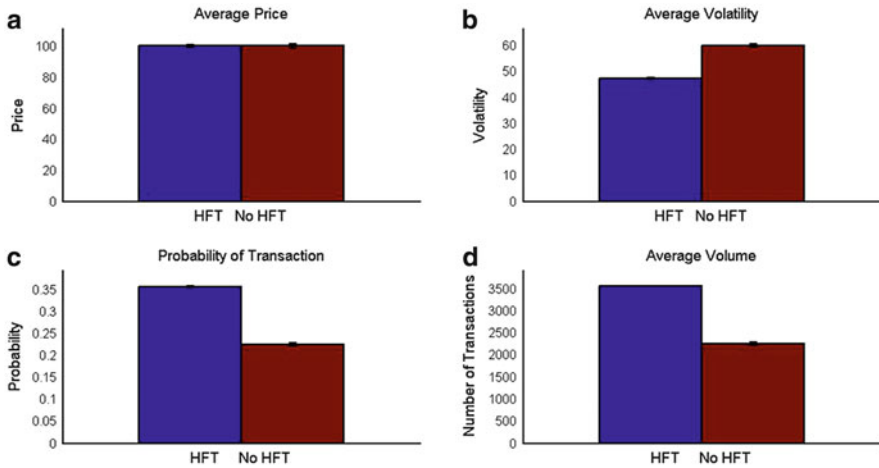 a
Average Price
Price
100
80
60
40
20
0
HFT No HFT
b
Average Volatility
Volatility
60
50
40
30
20
10
0
HFT No HFT
c
Probability of Transaction
Probability
0.35
0.3
0.25
0.2
0.15
0.1
0.05
0
HFT No HFT
d
Average Volume
Number of Transactions
3500
3000
2500
2000
1500
1000
500
0
HFT No HFT